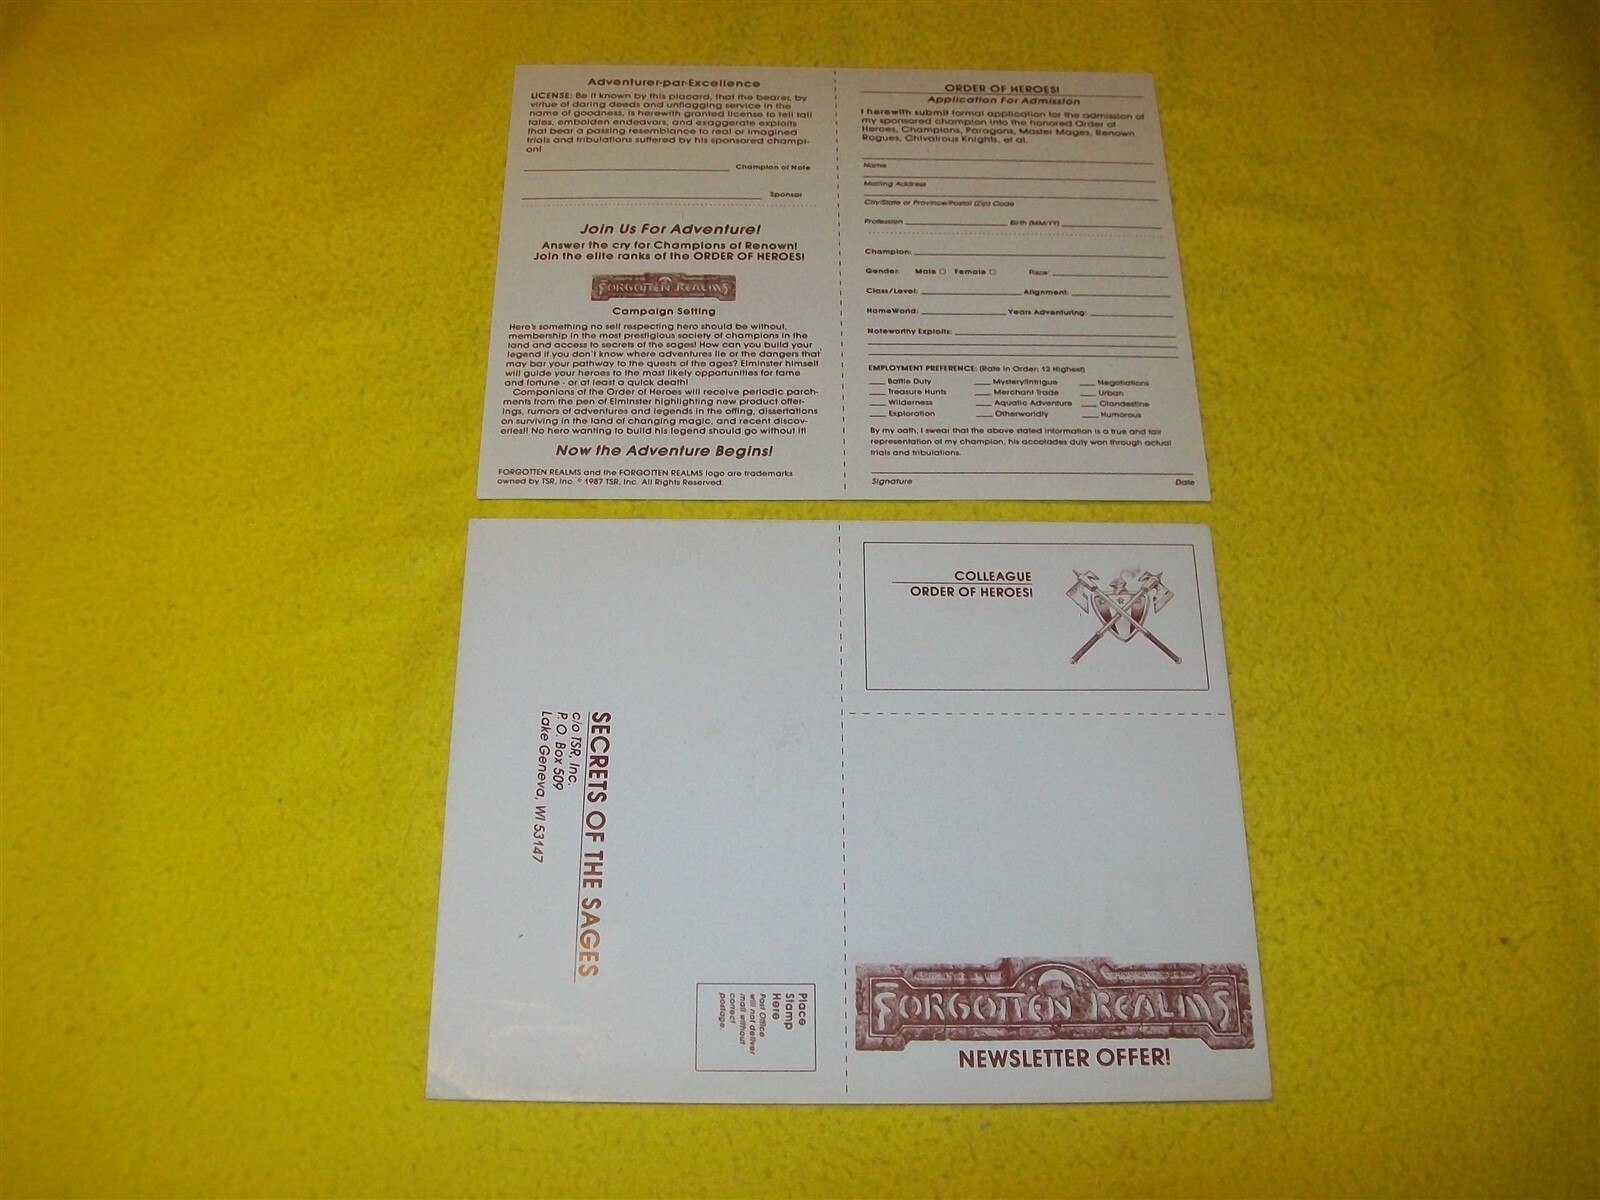 Adventurer-par-Excellence
LICENSE: Be it known by this placard, that the bearer, by
virtue of daring deeds and unflagging service in the
name of goodness, is herewith granted license to tell tall
tales, embolden endeavors, and exaggerate exploits
that bear a passing resemblance to real or imagined
trials and tribulations suffered by his sponsored champi-
on!
Champion of Note
Sponsor
Join Us For Adventure!
Answer the cry for Champions of Renown!
Join the elite ranks of the ORDER OF HEROES!
FORGOTTEN REALMS
Campaign Setting
Here's something no self respecting hero should be without,
membership in the most prestigious society of champions in the
land and access to secrets of the sages! How can you build your
legend if you don't know where adventures lie or the dangers that
may bar your pathway to the quests of the ages? Elminster himself
will guide your heroes to the most likely opportunities for fame
and fortune - or at least a quick death!
Companions of the Order of Heroes will receive periodic parch-
ments from the pen of Elminster highlighting new product offer-
ings, rumors of adventures and legends in the offing, dissertations
on surviving in the land of changing magic, and recent discov-
eries!! No hero wanting to build his legend should go without it!
Now the Adventure Begins!
FORGOTTEN REALMS and the FORGOTTEN REALMS logo are trademarks
owned by TSR, Inc. © 1987 TSR, Inc. All Rights Reserved.
ORDER OF HEROES!
Application For Admission
I herewith submit formal application for the admission of
my sponsored champion into the honored Order of
Heroes, Champions, Paragons, Master Mages, Renown
Rogues, Chivalrous Knights, et al.
Name
Mailing Address
City/State or Province/Postal (Zip) Code
Profession Birth (MM/YY)
Champion:
Gender: Male Female Race:
Class/Level: Alignment:
HomeWorld: Years Adventuring:
Noteworthy Exploits:
EMPLOYMENT PREFERENCE: (Rate in Order; 12 Highest)
Battle Duty Mystery/Intrigue Negotiations
Treasure Hunts Merchant Trade Urban
Wilderness Aquatic Adventure Clandestine
Exploration Otherworldly Humorous
By my oath, I swear that the above stated information is a true and fair
representation of my champion, his accolades duty won through actual
trials and tribulations.
Signature Date
COLLEAGUE
ORDER OF HEROES!
SECRETS OF THE SAGES
c/o TSR, Inc.
P. O. Box 509
Lake Geneva, WI 53147
Place
Stamp
Here
Post Office
will not deliver
mail without
correct
postage.
FORGOTTEN REALMS
NEWSLETTER OFFER!